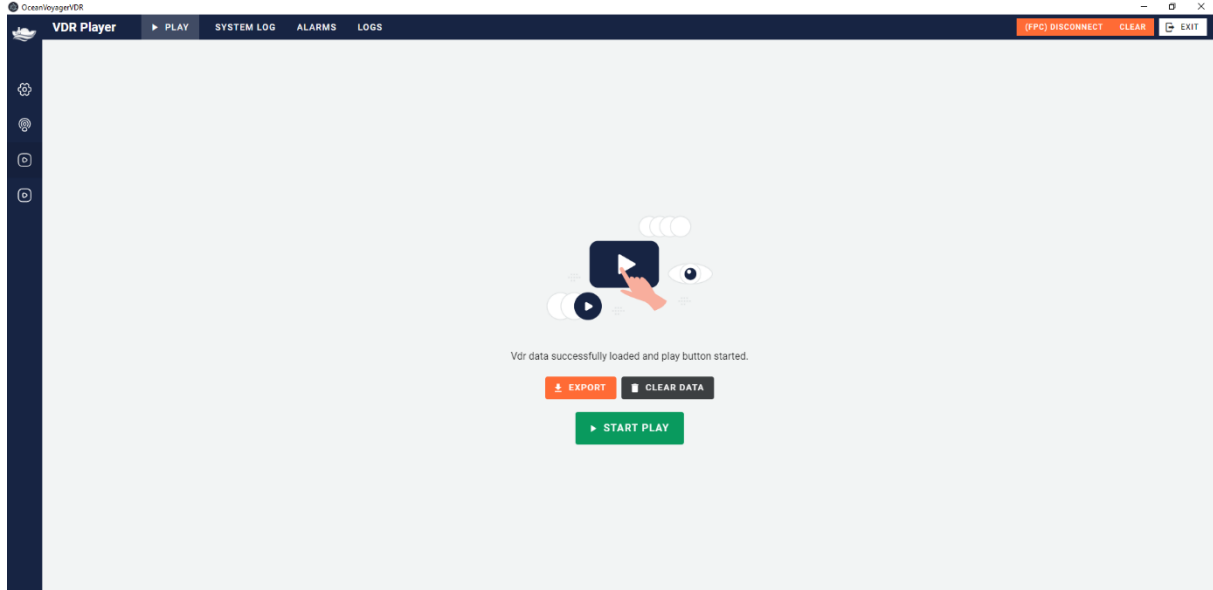 OceanVoyagerVDR
VDR Player
PLAY
SYSTEM LOG
ALARMS
LOGS
(FPC) DISCONNECT
CLEAR
EXIT
Vdr data successfully loaded and play button started.
EXPORT
CLEAR DATA
START PLAY